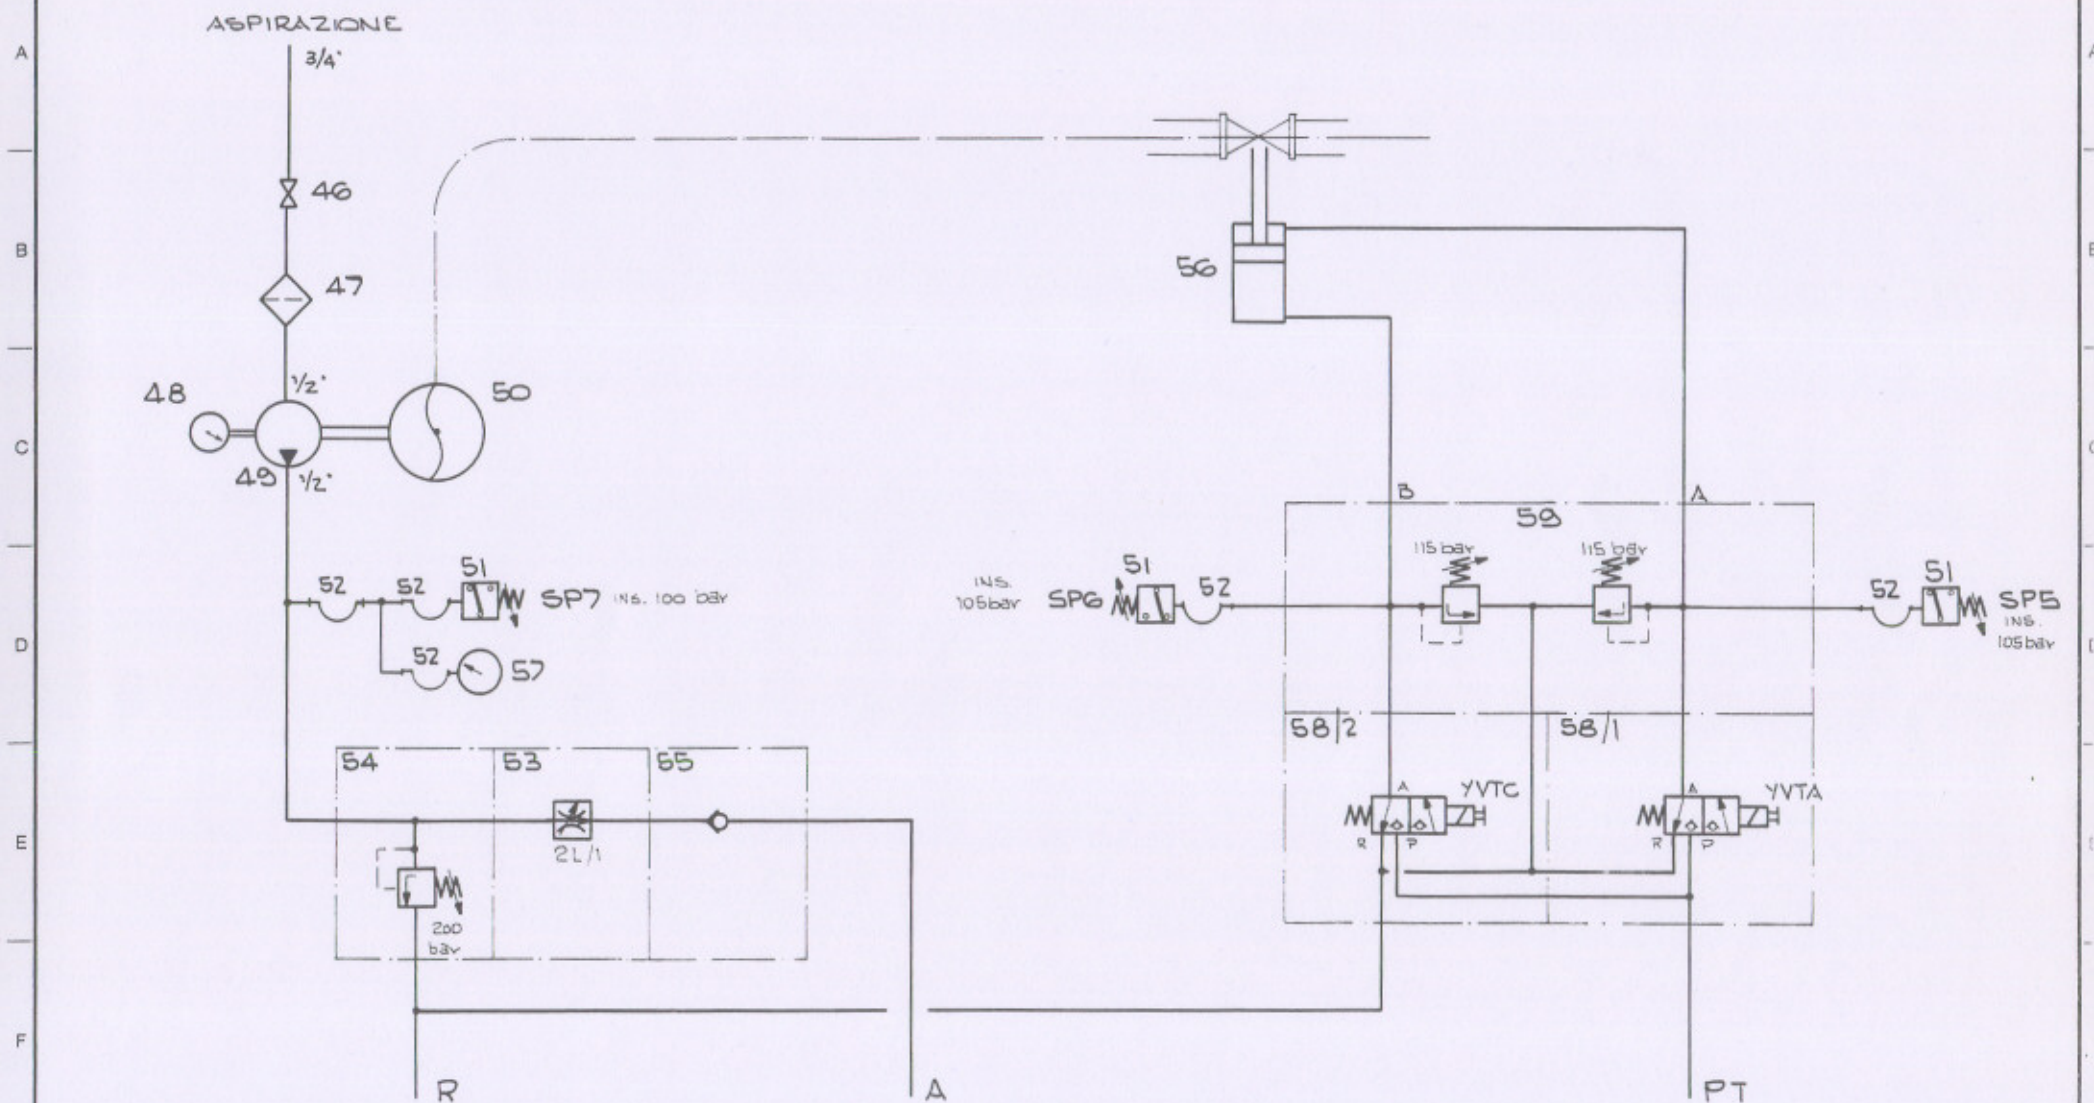 ASPIRAZIONE
A
A
3/4"
46
B
47
56
1/2"
48
50
C
49
1/2"
B
A
59
115 bar
115 bar
51
52
52
SP7 INS. 100 bar
INS.
105bar
SP6
51
52
52
51
SP5
INS.
105bar
D
52
57
58/2
58/1
54
53
55
A
YVTC
A
YVTA
E
2L/1
R
P
R
P
200
bar
F
R
A
PT